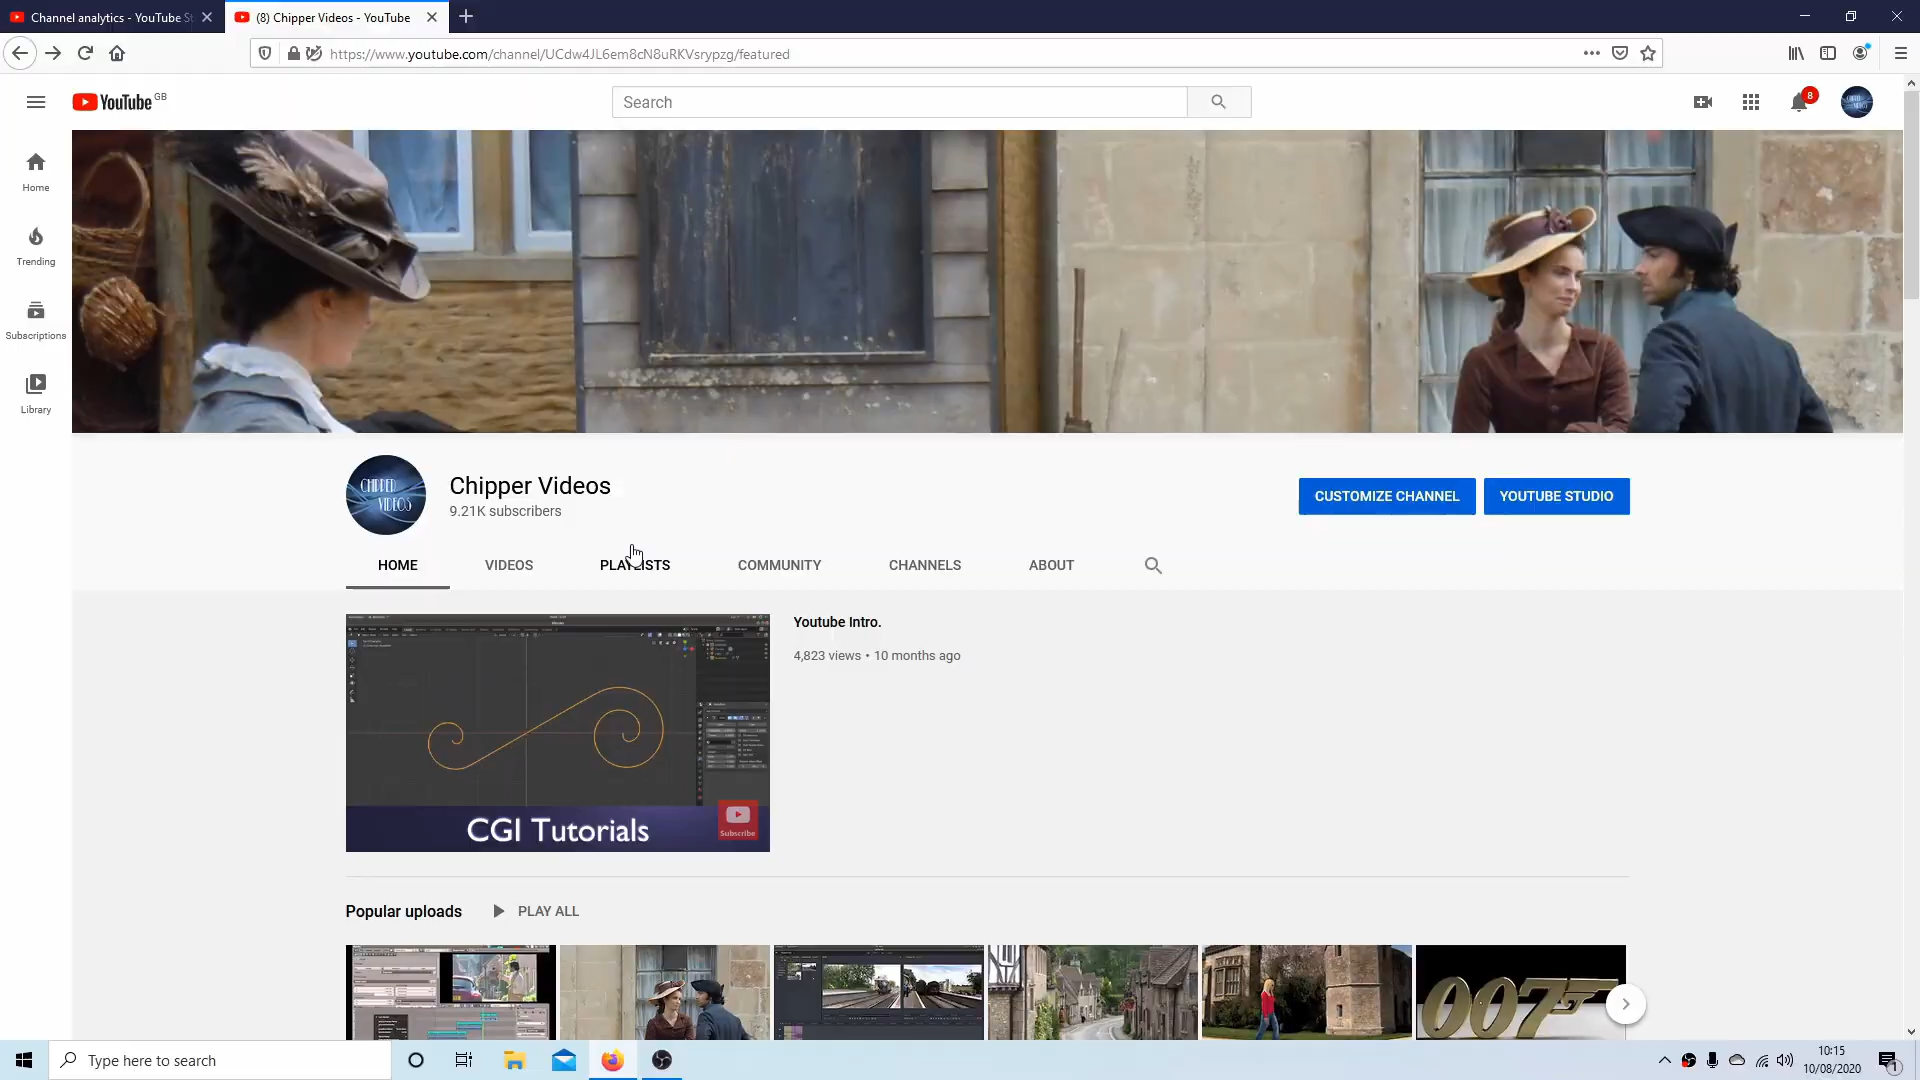 Channel analytics - YouTube St
(8) Chipper Videos - YouTube
https://www.youtube.com/channel/UCdw4JL6em8cN8uRKVsrypzg/featured
YouTube GB
Search
8
Home
Trending
Subscriptions
Library
CHIPPER VIDEOS
Chipper Videos
9.21K subscribers
CUSTOMIZE CHANNEL
YOUTUBE STUDIO
HOME
VIDEOS
PLAYLISTS
COMMUNITY
CHANNELS
ABOUT
Youtube Intro.
4,823 views • 10 months ago
CGI Tutorials
Subscribe
Popular uploads
PLAY ALL
007
Type here to search
10:15
10/08/2020
1